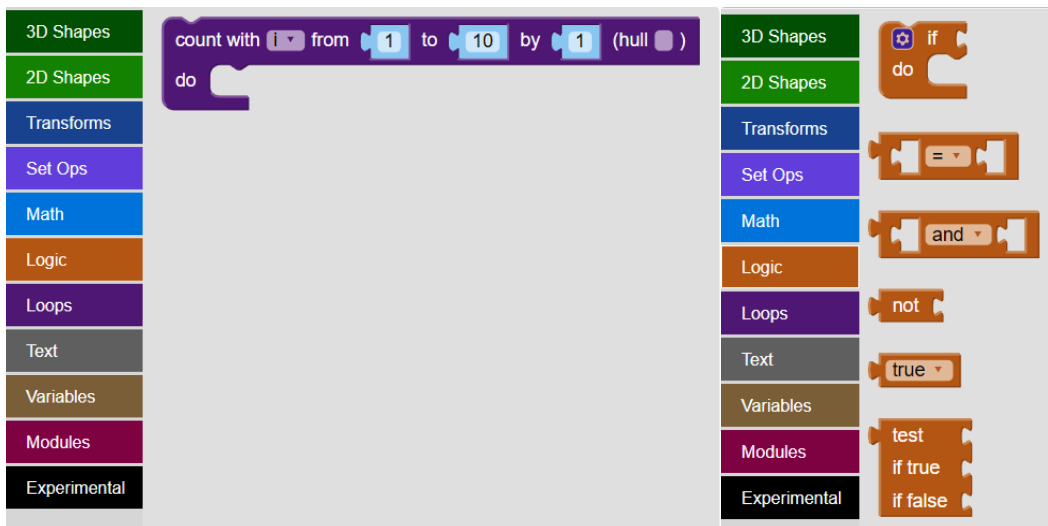 3D Shapes
2D Shapes
Transforms
Set Ops
Math
Logic
Loops
Text
Variables
Modules
Experimental
count with i from 1 to 10 by 1 (hull )
do
3D Shapes
2D Shapes
Transforms
Set Ops
Math
Logic
Loops
Text
Variables
Modules
Experimental
if
do
=
and
not
true
test
if true
if false